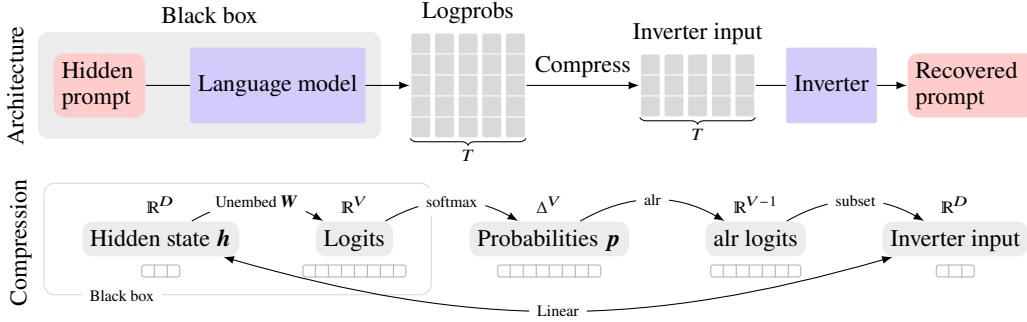 Architecture
Black box
Hidden
prompt
Language model
Logprobs
T
Compress
Inverter input
T
Inverter
Recovered
prompt
Compression
ℝ^D
Unembed W
ℝ^V
softmax
Δ^V
alr
ℝ^{V−1}
subset
ℝ^D
Hidden state h
Logits
Probabilities p
alr logits
Inverter input
Black box
Linear